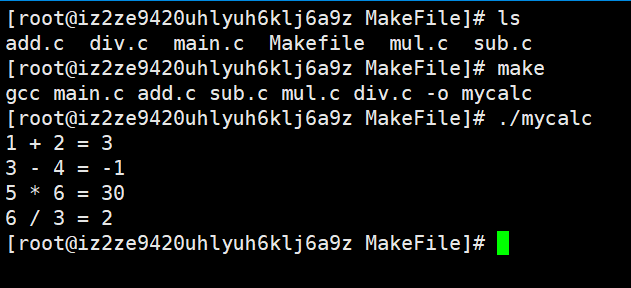 [root@iz2ze9420uhlyuh6klj6a9z MakeFile]# ls
add.c  div.c  main.c  Makefile  mul.c  sub.c
[root@iz2ze9420uhlyuh6klj6a9z MakeFile]# make
gcc main.c add.c sub.c mul.c div.c -o mycalc
[root@iz2ze9420uhlyuh6klj6a9z MakeFile]# ./mycalc
1 + 2 = 3
3 - 4 = -1
5 * 6 = 30
6 / 3 = 2
[root@iz2ze9420uhlyuh6klj6a9z MakeFile]#